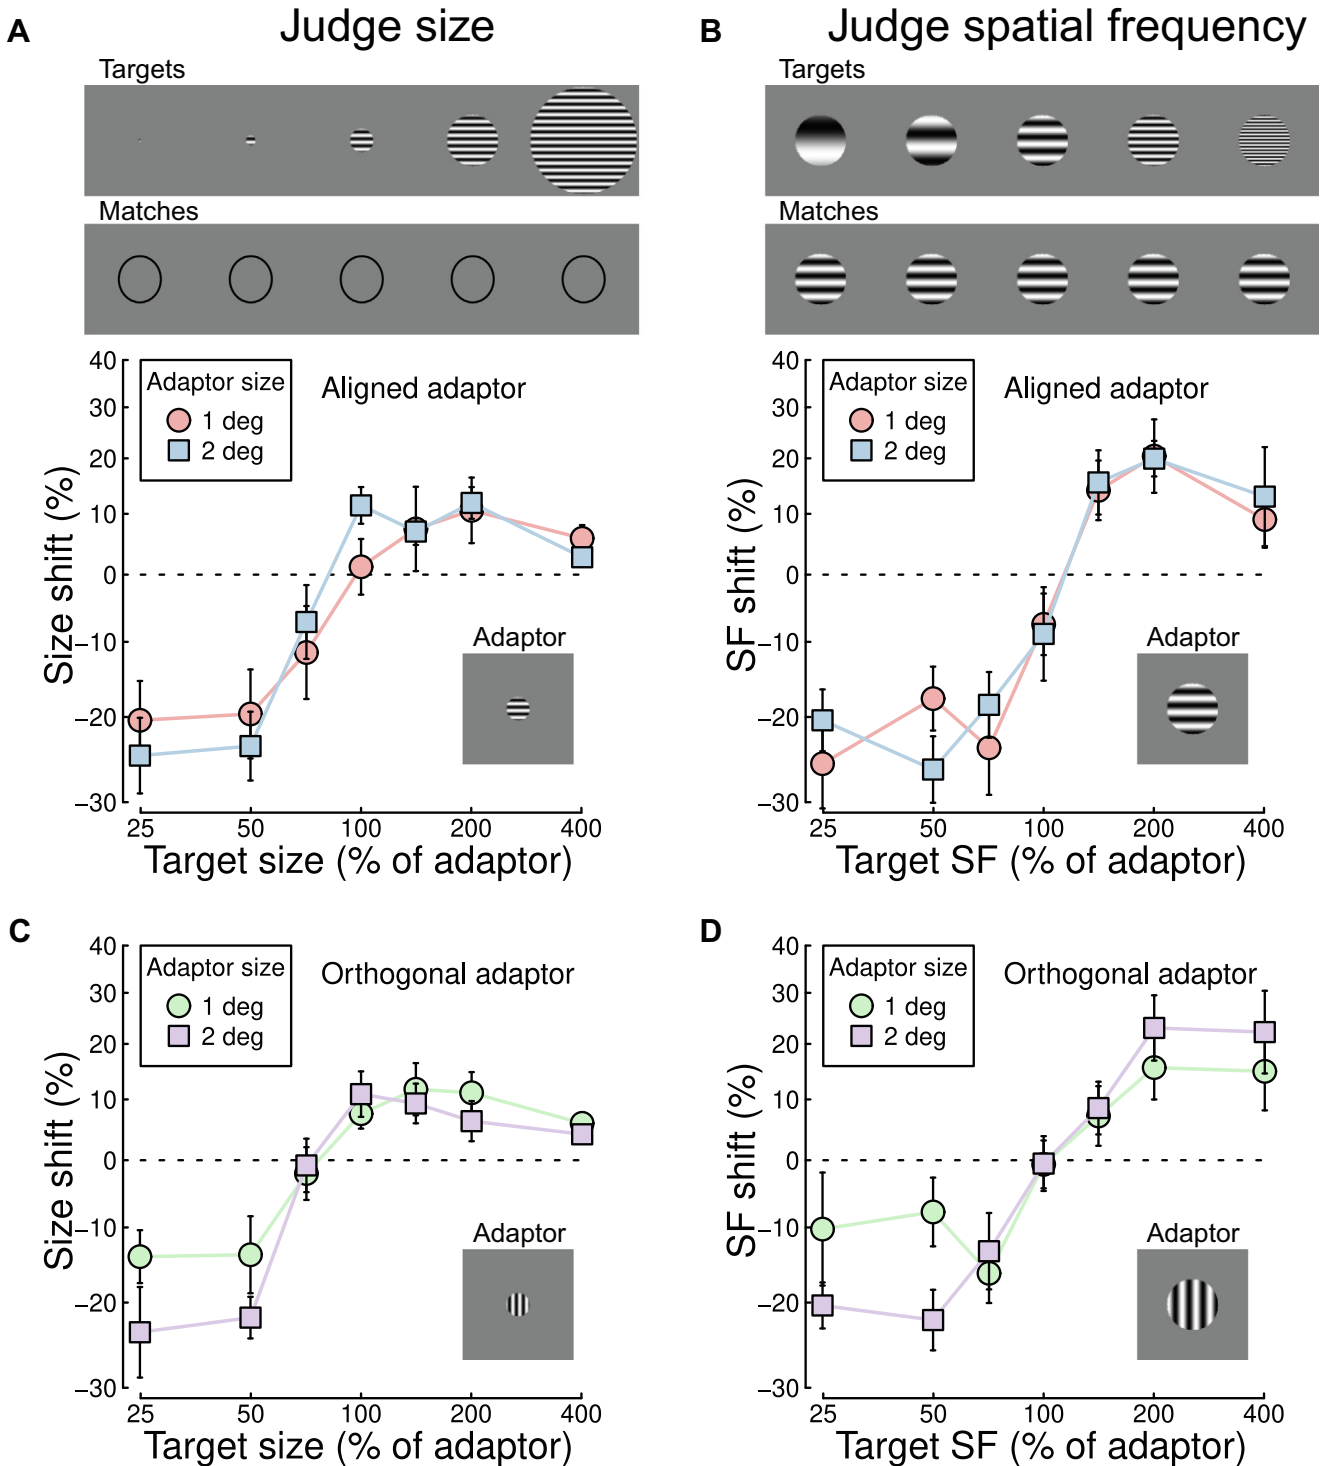 A
Judge size
Targets
Matches
40
30
20
10
0
−10
−20
−30
Size shift (%)
Adaptor size
1 deg
2 deg
Aligned adaptor
Adaptor
25 50 100 200 400
Target size (% of adaptor)
B
Judge spatial frequency
Targets
Matches
40
30
20
10
0
−10
−20
−30
SF shift (%)
Adaptor size
1 deg
2 deg
Aligned adaptor
Adaptor
25 50 100 200 400
Target SF (% of adaptor)
C
40
30
20
10
0
−10
−20
−30
Size shift (%)
Adaptor size
1 deg
2 deg
Orthogonal adaptor
Adaptor
25 50 100 200 400
Target size (% of adaptor)
D
40
30
20
10
0
−10
−20
−30
SF shift (%)
Adaptor size
1 deg
2 deg
Orthogonal adaptor
Adaptor
25 50 100 200 400
Target SF (% of adaptor)